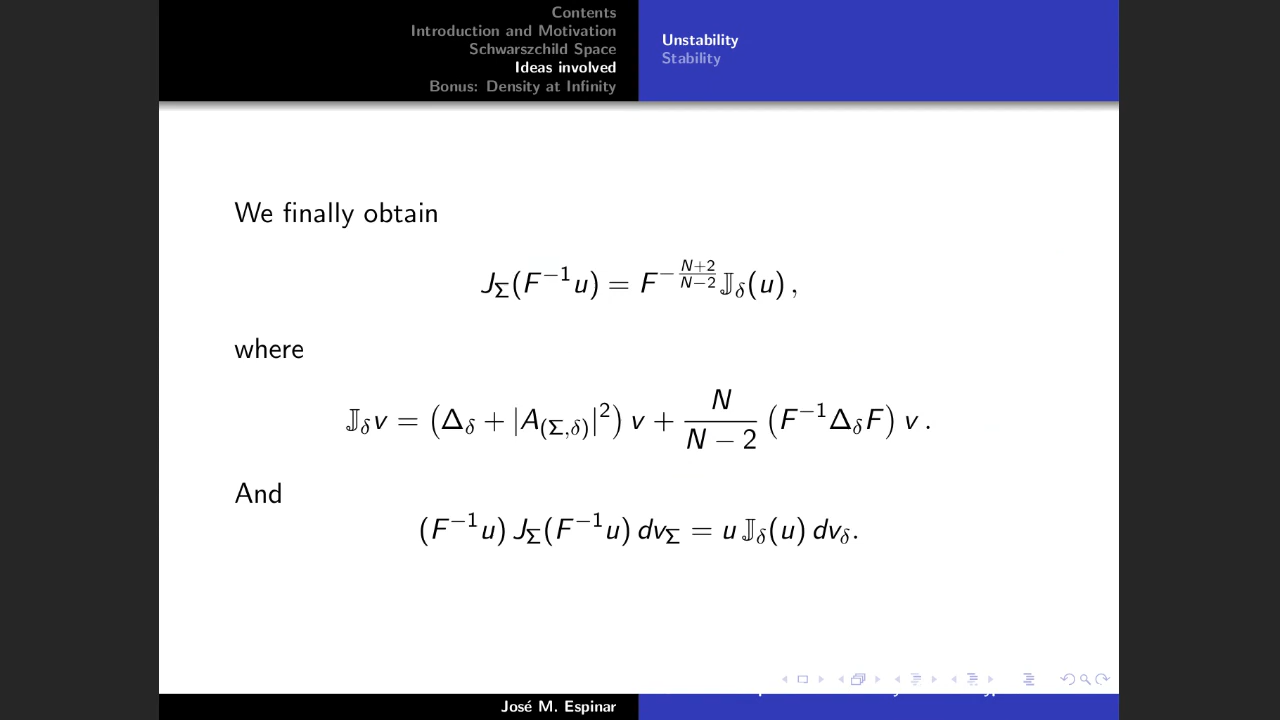 Contents
Introduction and Motivation
Schwarszchild Space
Ideas involved
Bonus: Density at Infinity
Unstability
Stability
We finally obtain
J_Σ(F^{-1}u) = F^{-\frac{N+2}{N-2}} 𝕁_δ(u) ,
where
𝕁_δ v = (Δ_δ + |A_{(Σ,δ)}|^2) v + \frac{N}{N-2} (F^{-1}Δ_δ F) v .
And
(F^{-1}u) J_Σ(F^{-1}u) dv_Σ = u 𝕁_δ(u) dv_δ.
José M. Espinar